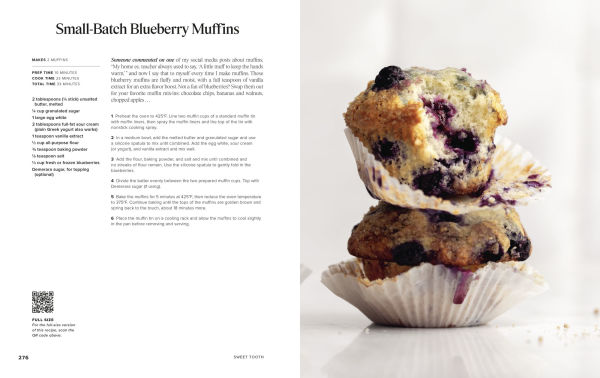 Small-Batch Blueberry Muffins
MAKES 2 MUFFINS
PREP TIME 10 MINUTES
COOK TIME 23 MINUTES
TOTAL TIME 33 MINUTES
2 tablespoons (¼ stick) unsalted
butter, melted
¼ cup granulated sugar
1 large egg white
2 tablespoons full-fat sour cream
(plain Greek yogurt also works)
1 teaspoon vanilla extract
⅓ cup all-purpose flour
teaspoon baking powder
teaspoon salt
¼ cup fresh or frozen blueberries
Demerara sugar, for topping
(optional)
Someone commented on one of my social media posts about muffins,
"My home ec. teacher always used to say, 'A little muff to keep the hands
warm,'" and now I say that to myself every time I make muffins. These
blueberry muffins are fluffy and moist, with a full teaspoon of vanilla
extract for an extra flavor boost. Not a fan of blueberries? Swap them out
for your favorite muffin mix-ins: chocolate chips, bananas and walnuts,
chopped apples . . .
1 Preheat the oven to 425°F. Line two muffin cups of a standard muffin tin
with muffin liners, then spray the muffin liners and the top of the tin with
nonstick cooking spray.
2 In a medium bowl, add the melted butter and granulated sugar and use
a silicone spatula to mix until combined. Add the egg white, sour cream
(or yogurt), and vanilla extract and mix well.
3 Add the flour, baking powder, and salt and mix until combined and
no streaks of flour remain. Use the silicone spatula to gently fold in the
blueberries.
4 Divide the batter evenly between the two prepared muffin cups. Top with
Demerara sugar (if using).
5 Bake the muffins for 5 minutes at 425°F, then reduce the oven temperature
to 375°F. Continue baking until the tops of the muffins are golden brown and
spring back to the touch, about 18 minutes more.
6 Place the muffin tin on a cooling rack and allow the muffins to cool slightly
in the pan before removing and serving.
FULL SIZE
For the full-size version
of this recipe, scan the
QR code above.
276
SWEET TOOTH